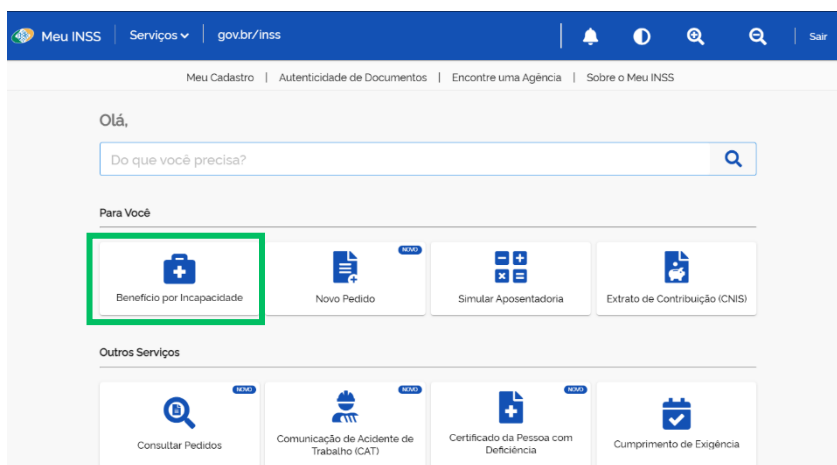 Meu INSS Serviços gov.br/inss Sair
Meu Cadastro | Autenticidade de Documentos | Encontre uma Agência | Sobre o Meu INSS
Olá,
Do que você precisa?
Para Você
NOVO
Benefício por Incapacidade
Novo Pedido
Simular Aposentadoria
Extrato de Contribuição (CNIS)
Outros Serviços
NOVO
NOVO
NOVO
Consultar Pedidos
Comunicação de Acidente de
Trabalho (CAT)
Certificado da Pessoa com
Deficiência
Cumprimento de Exigência